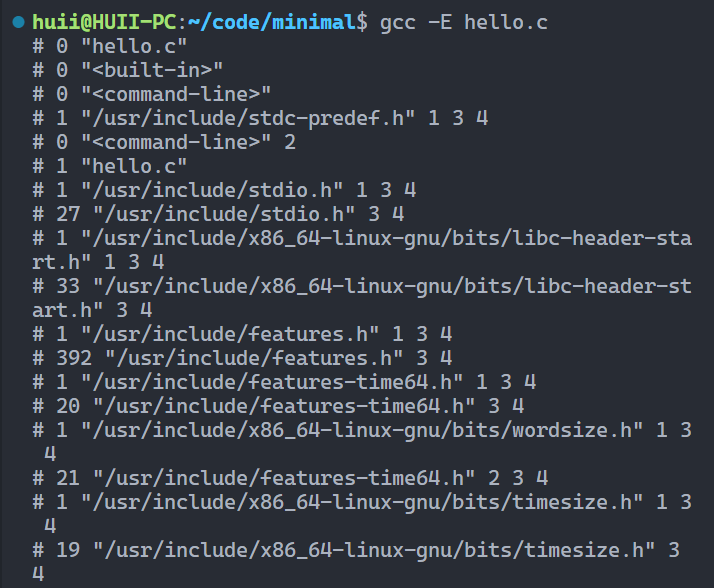 huii@HUII-PC:~/code/minimal$ gcc -E hello.c
# 0 "hello.c"
# 0 "<built-in>"
# 0 "<command-line>"
# 1 "/usr/include/stdc-predef.h" 1 3 4
# 0 "<command-line>" 2
# 1 "hello.c"
# 1 "/usr/include/stdio.h" 1 3 4
# 27 "/usr/include/stdio.h" 3 4
# 1 "/usr/include/x86_64-linux-gnu/bits/libc-header-sta
rt.h" 1 3 4
# 33 "/usr/include/x86_64-linux-gnu/bits/libc-header-st
art.h" 3 4
# 1 "/usr/include/features.h" 1 3 4
# 392 "/usr/include/features.h" 3 4
# 1 "/usr/include/features-time64.h" 1 3 4
# 20 "/usr/include/features-time64.h" 3 4
# 1 "/usr/include/x86_64-linux-gnu/bits/wordsize.h" 1 3
 4
# 21 "/usr/include/features-time64.h" 2 3 4
# 1 "/usr/include/x86_64-linux-gnu/bits/timesize.h" 1 3
 4
# 19 "/usr/include/x86_64-linux-gnu/bits/timesize.h" 3
4